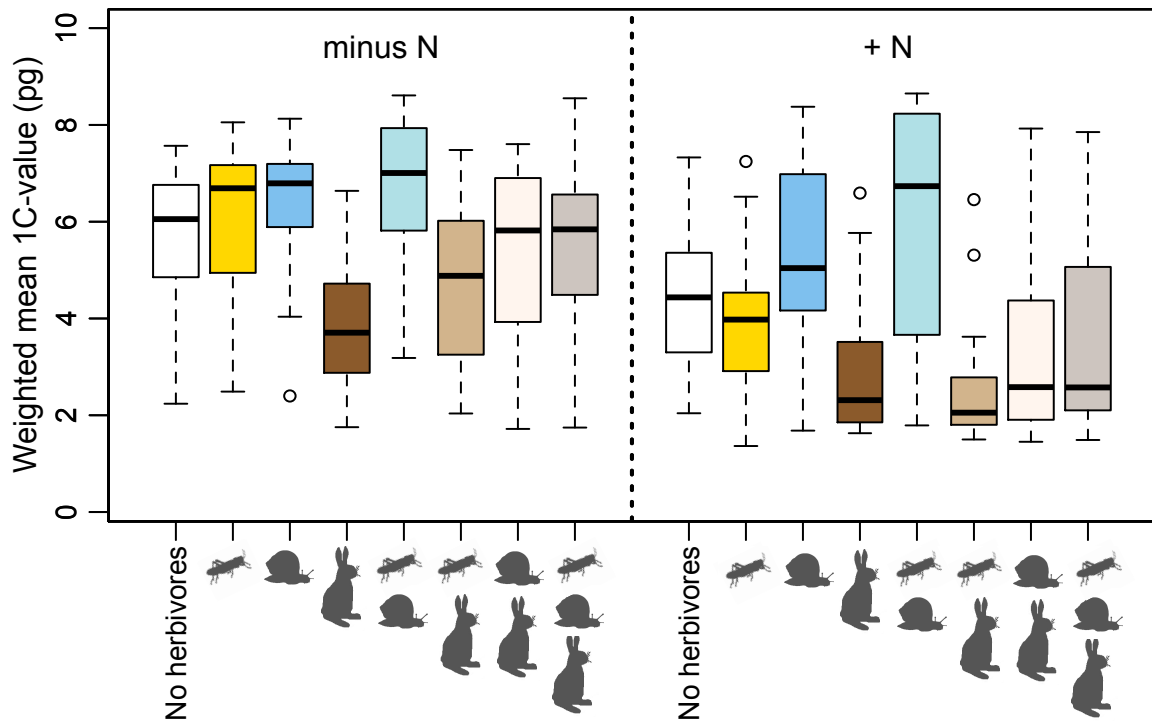 Weighted mean 1C-value (pg)
10
8
6
4
2
0
minus N
+ N
No herbivores
No herbivores